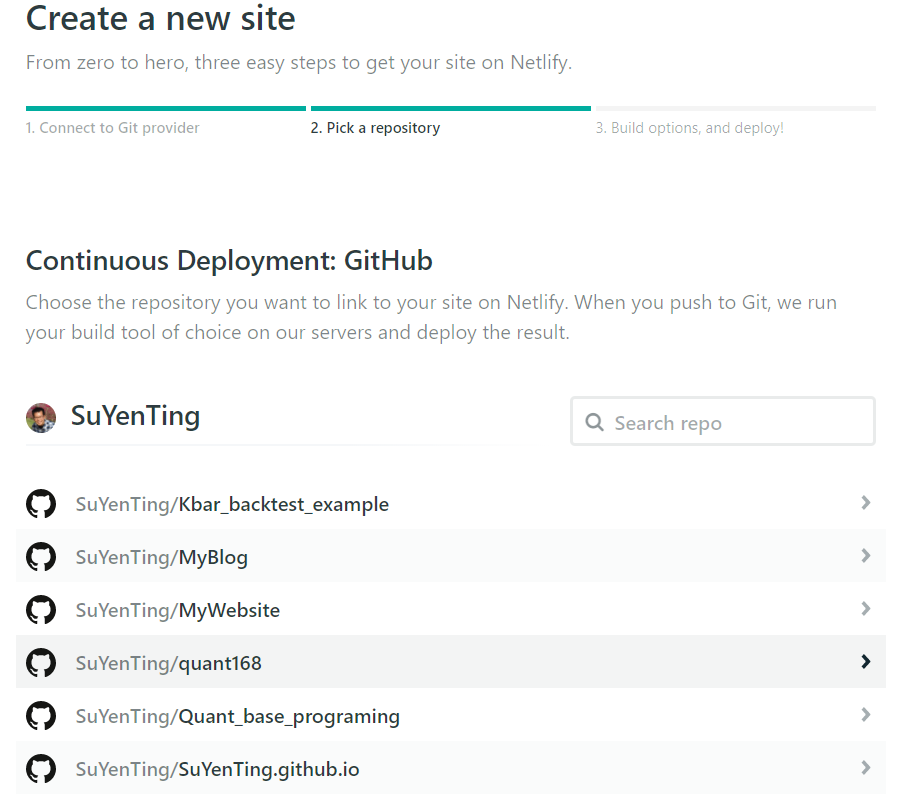 Create a new site
From zero to hero, three easy steps to get your site on Netlify.
1. Connect to Git provider
2. Pick a repository
3. Build options, and deploy!
Continuous Deployment: GitHub
Choose the repository you want to link to your site on Netlify. When you push to Git, we run
your build tool of choice on our servers and deploy the result.
SuYenTing
Search repo
SuYenTing/Kbar_backtest_example
SuYenTing/MyBlog
SuYenTing/MyWebsite
SuYenTing/quant168
SuYenTing/Quant_base_programing
SuYenTing/SuYenTing.github.io